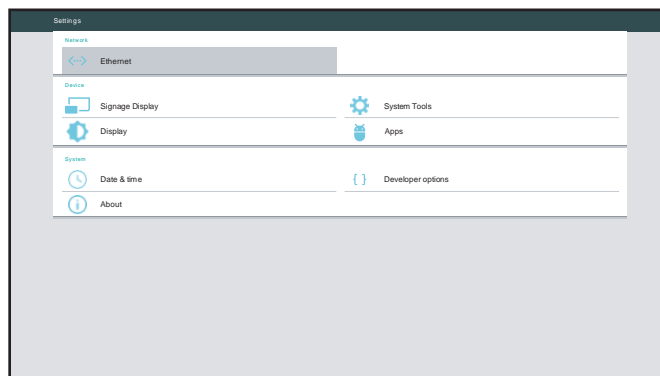 Settings
Network
Ethernet
Device
Signage Display
System Tools
Display
Apps
System
Date & time
{ } Developer options
About